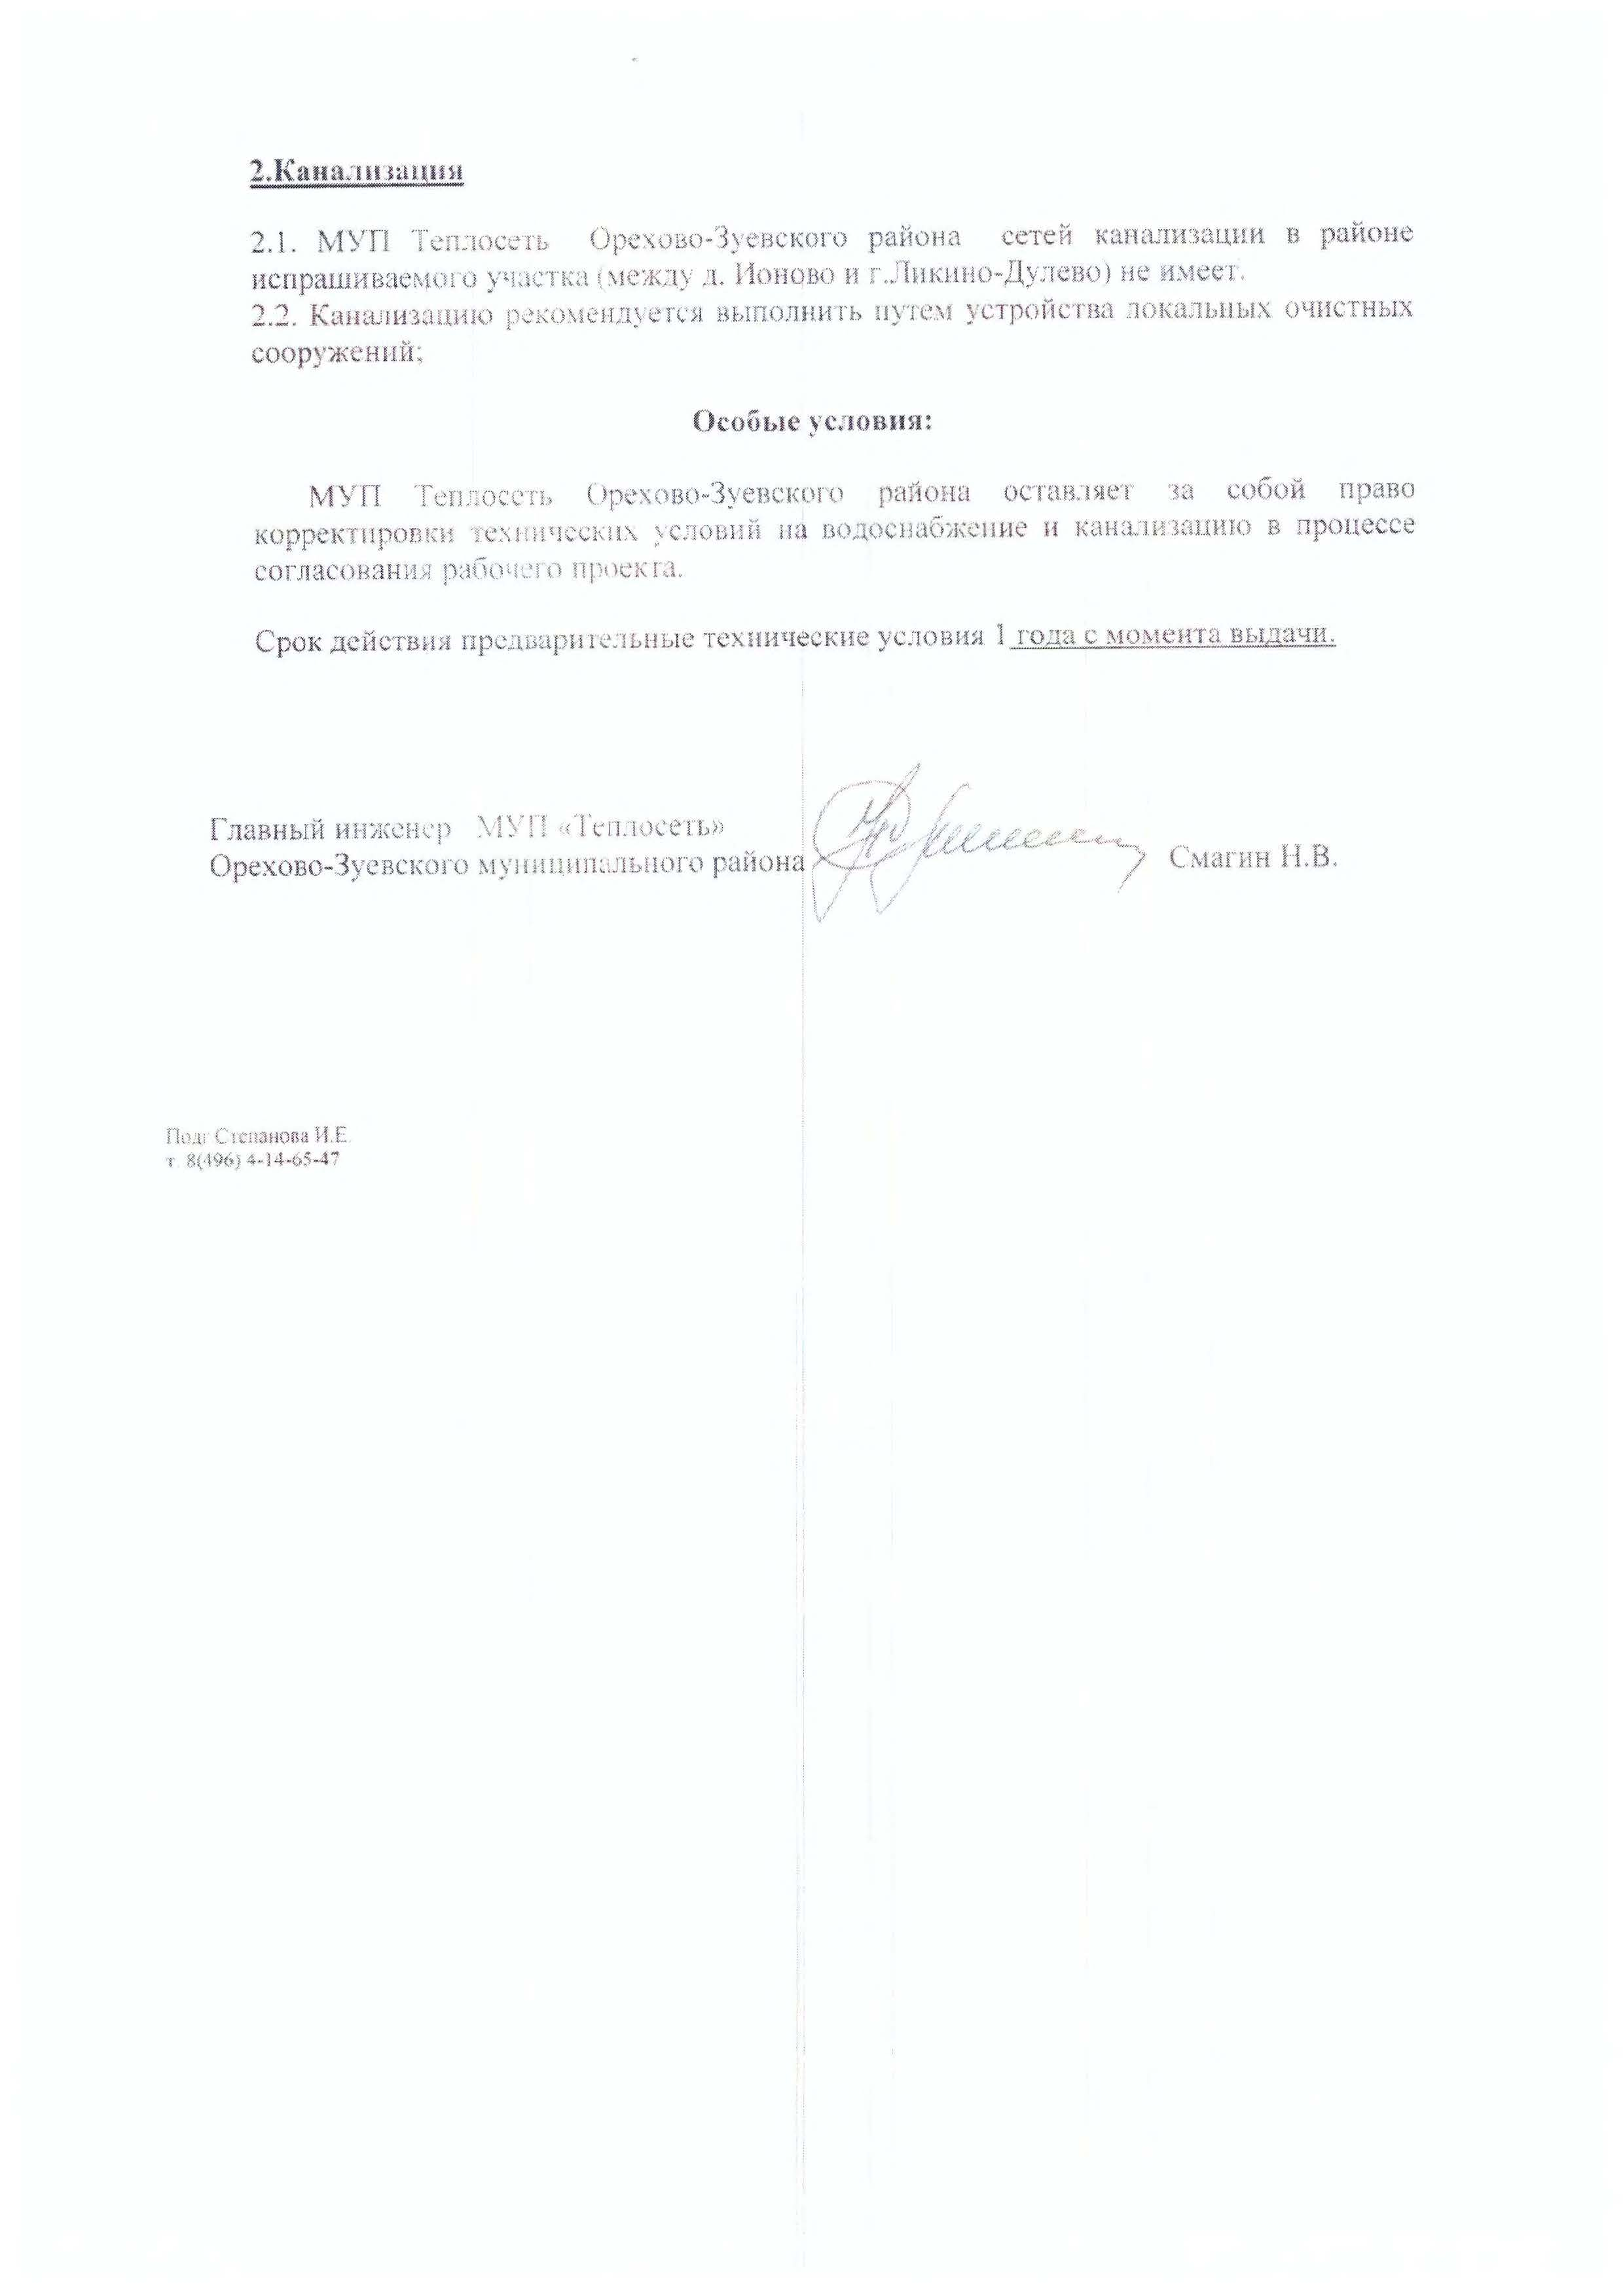 2.Канализация
2.1. МУП Теплосеть Орехово-Зуевского района сетей канализации в районе
испрашиваемого участка (между д. Ионово и г.Ликино-Дулево) не имеет.
2.2. Канализацию рекомендуется выполнить путем устройства локальных очистных
сооружений;
Особые условия:
МУП Теплосеть Орехово-Зуевского района оставляет за собой право
корректировки технических условий на водоснабжение и канализацию в процессе
согласования рабочего проекта.
Срок действия предварительные технические условия 1 года с момента выдачи.
Главный инженер МУП «Теплосеть»
Орехово-Зуевского муниципального района Смагин Н.В.
Подг Степанова И.Е.
т. 8(496) 4-14-65-47